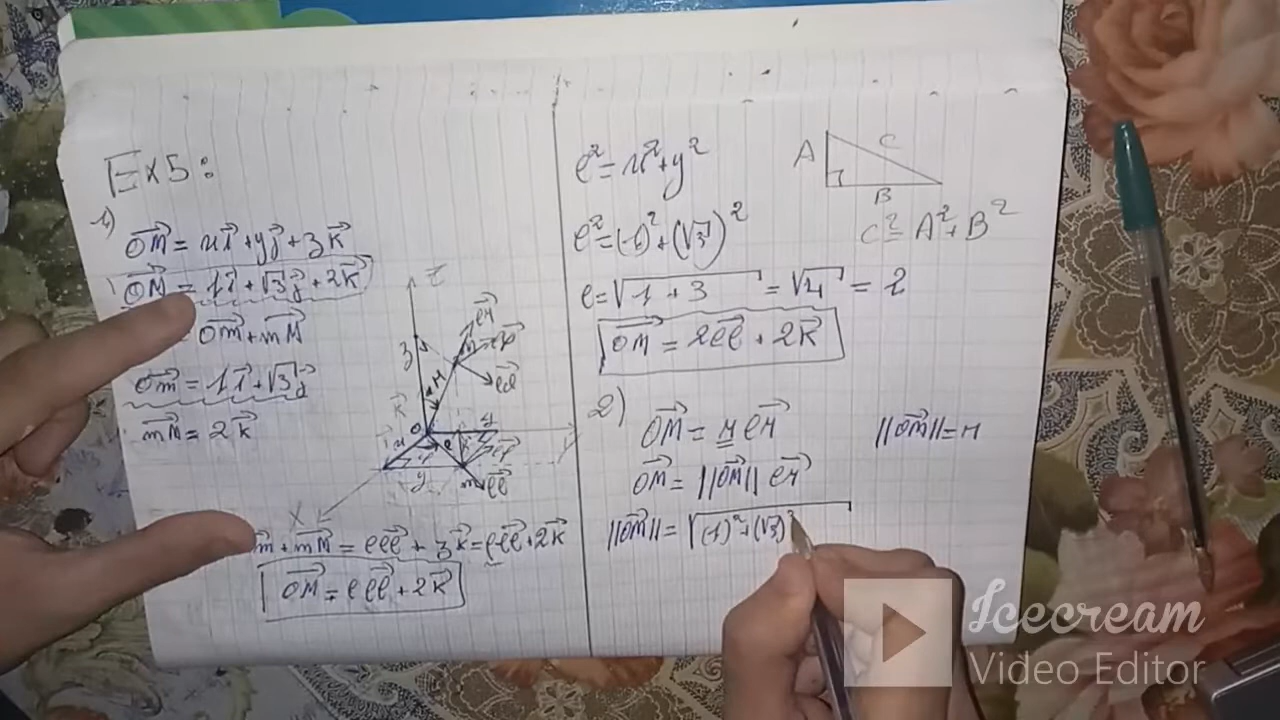 Ex5:
1)
OM = xi + yj + 3k
OM = 1i + √3j + 2k
Om + mM
Om = 1i + √3j
mM = 2k
m + mM = ρeρ + 3k = ρeρ + 2k
OM = ρeρ + 2k
ρ² = x² + y²
ρ² = (-1)² + (√3)²
ρ = √1 + 3 = √4 = 2
OM = 2eρ + 2k
A
C
B
C² = A² + B²
2)
OM = r er
||OM|| = r
OM = ||OM|| er
||OM|| = √(-1)² + (√3)²
Z
3
k
o
y
x
X
m
Icecream
Video Editor